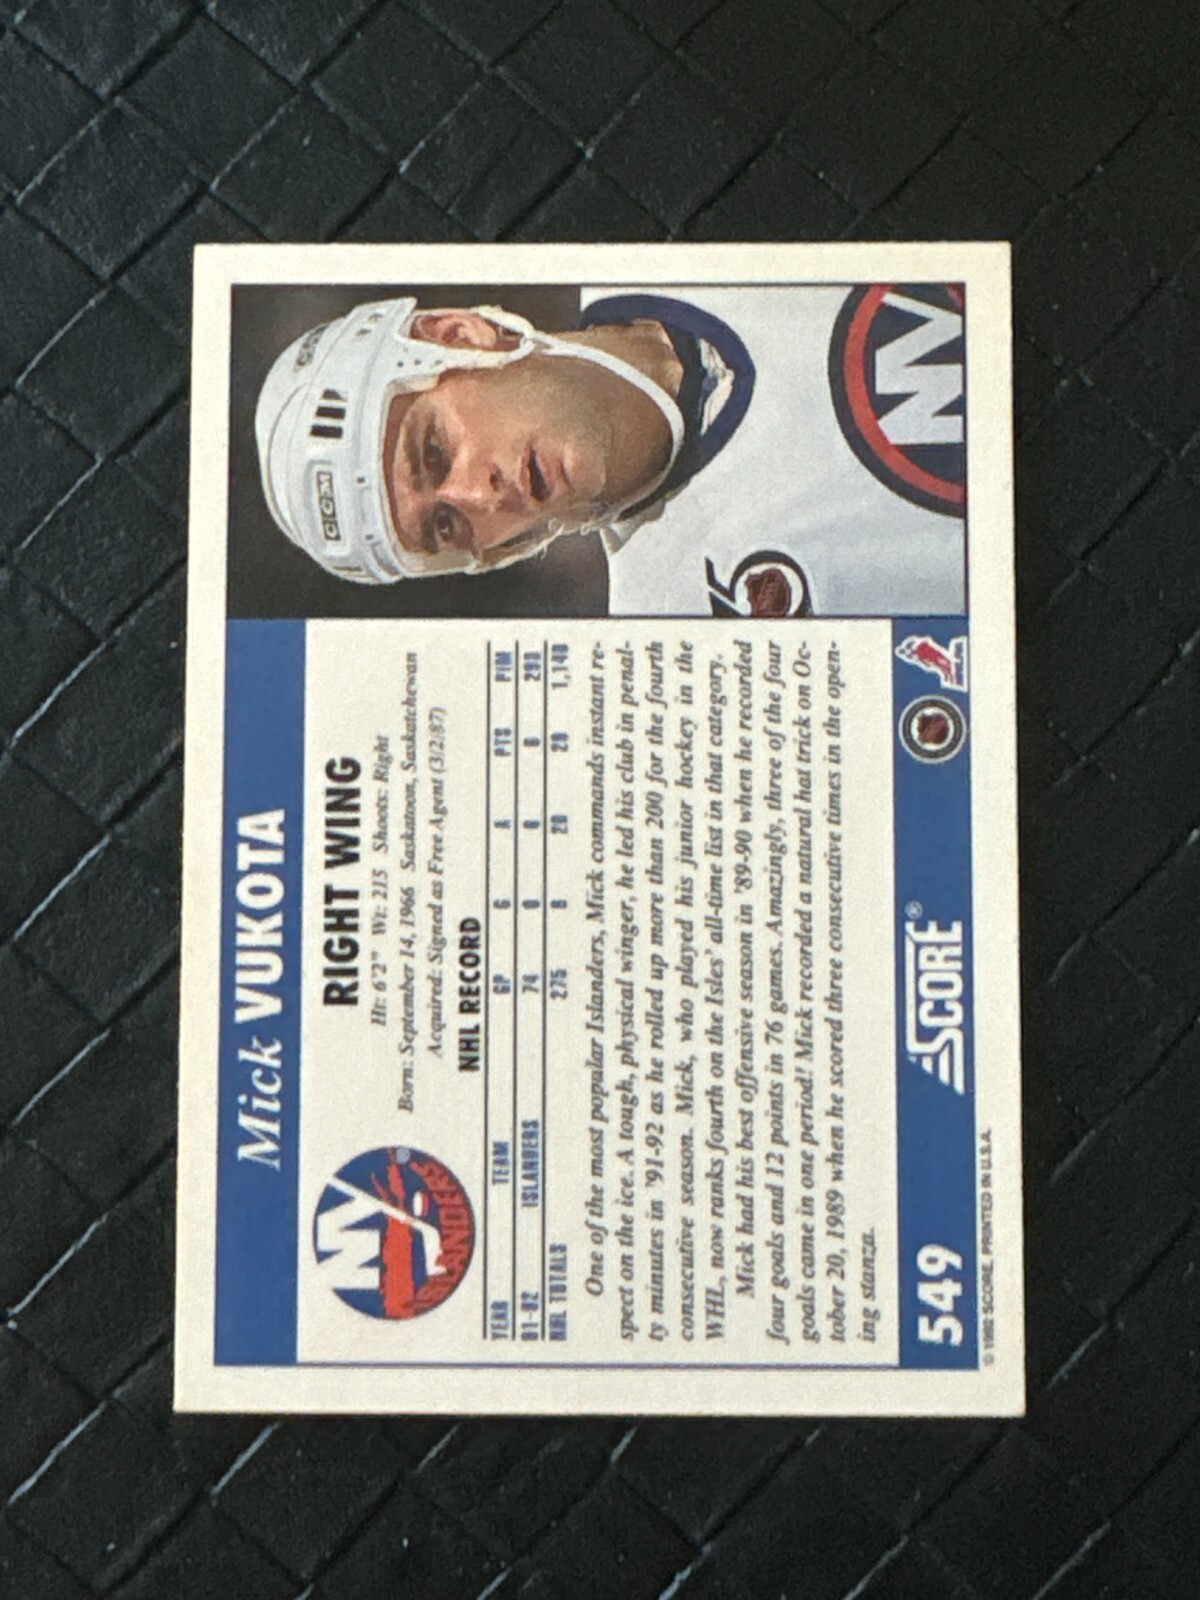 Mick VUKOTA
RIGHT WING
Ht: 6'2" Wt: 215 Shoots: Right
Born: September 14, 1966 Saskatoon, Saskatchewan
Acquired: Signed as Free Agent (3/2/87)
NHL RECORD
YEAR TEAM GP G A PTS PIM
91-92 ISLANDERS 74 0 6 6 293
NHL TOTALS 275 8 20 28 1,140
One of the most popular Islanders, Mick commands instant re-
spect on the ice. A tough, physical winger, he led his club in penal-
ty minutes in '91-92 as he rolled up more than 200 for the fourth
consecutive season. Mick, who played his junior hockey in the
WHL, now ranks fourth on the Isles' all-time list in that category.
Mick had his best offensive season in '89-90 when he recorded
four goals and 12 points in 76 games. Amazingly, three of the four
goals came in one period! Mick recorded a natural hat trick on Oc-
tober 20, 1989 when he scored three consecutive times in the open-
ing stanza.
549 SCORE®
© 1992 SCORE, PRINTED IN U.S.A.
NY
ISLANDERS
®
CCM
75
NY